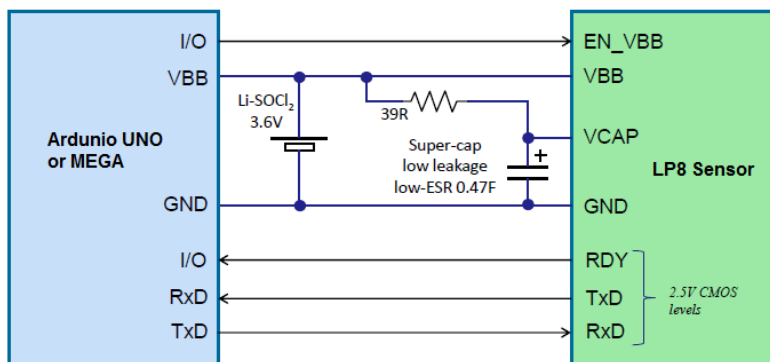 I/O
EN_VBB
VBB
VBB
Li-SOCl₂
3.6V
39R
Ardunio UNO
or MEGA
Super-cap
low leakage
low-ESR 0.47F
+
VCAP
LP8 Sensor
GND
GND
I/O
RDY
RxD
TxD
2.5V CMOS
levels
TxD
RxD